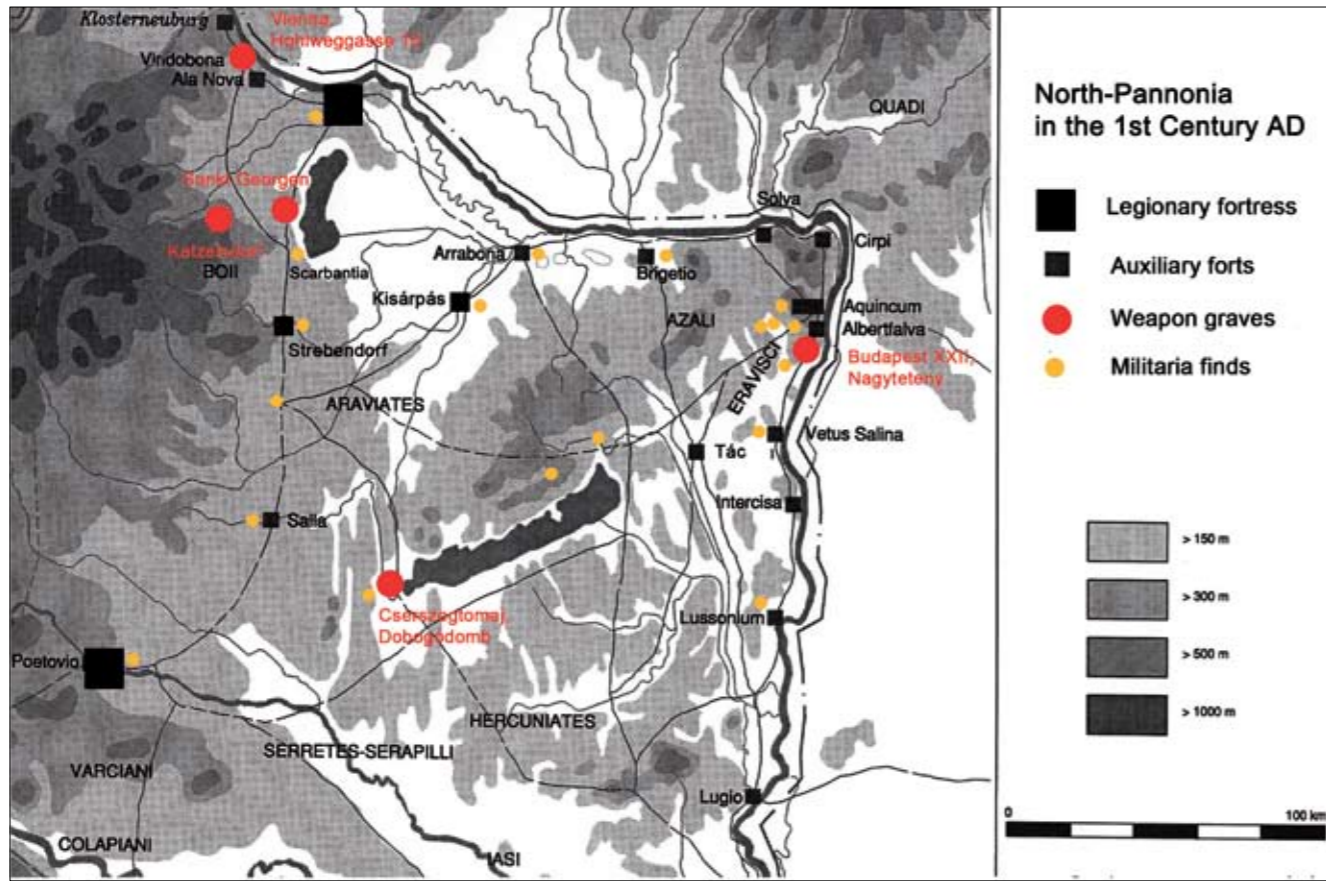 Klosterneuburg
Vienna,
Hohlweggasse
Vindobona
Ala Nova
QUADI
Sankt Georgen
Solva
Katzelsdorf
BOII
Scarbantia
Arrabona
Brigetio
Cirpi
Kisárpás
AZALI
Aquincum
Albertfalva
Strebendorf
ERAVISCI
Budapest XXII,
Nagyteteny
ARAVIATES
Vetus Salina
Tác
Intercisa
Salla
Cserszegtomaj,
Dobogódomb
Lussonium
Poetovio
HERCUNIATES
SERRETES-SERAPILLI
VARCIANI
Lugio
COLAPIANI
IASI
North-Pannonia
in the 1st Century AD
Legionary fortress
Auxiliary forts
Weapon graves
Militaria finds
> 150 m
> 300 m
> 500 m
> 1000 m
0 100 km